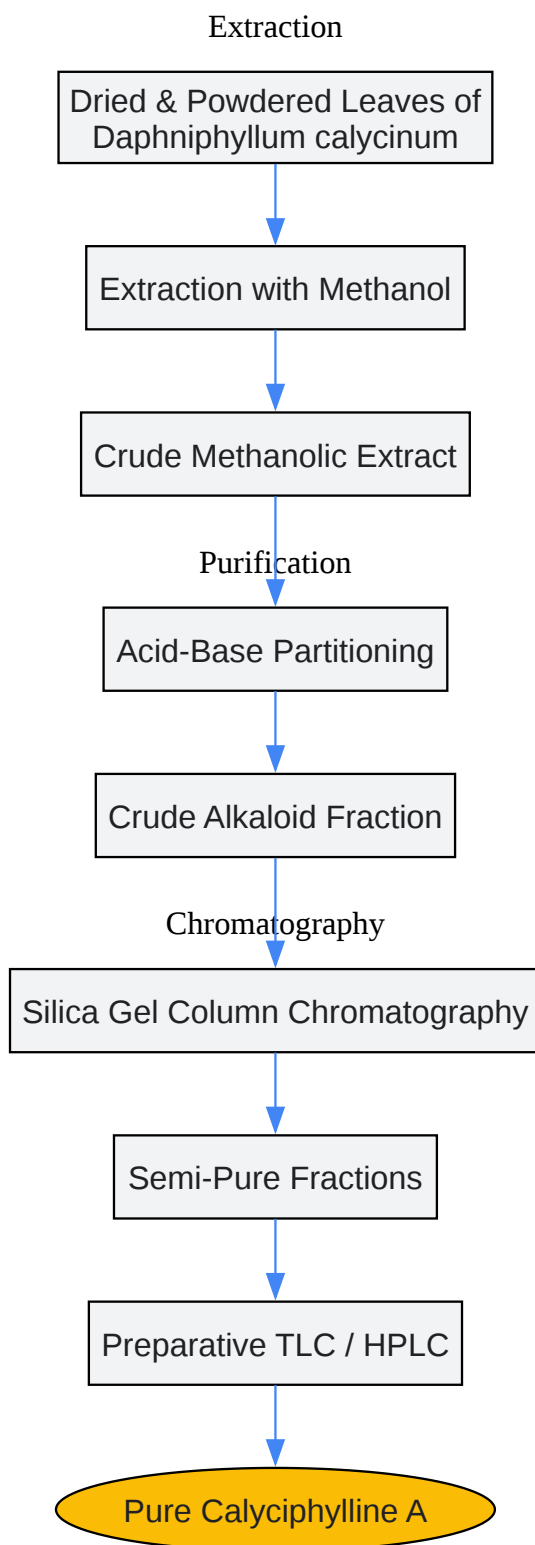 Extraction
Dried & Powdered Leaves of
Daphniphyllum calycinum
Extraction with Methanol
Crude Methanolic Extract
Purification
Acid-Base Partitioning
Crude Alkaloid Fraction
Chromatography
Silica Gel Column Chromatography
Semi-Pure Fractions
Preparative TLC / HPLC
Pure Calyciphylline A